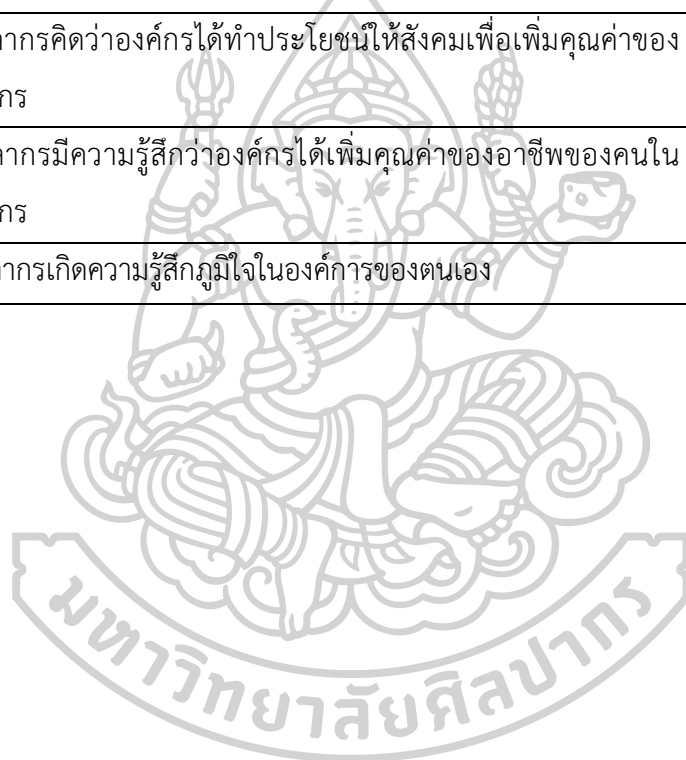 ากรคิดว่าองค์กรได้ทำประโยชน์ให้สังคมเพื่อเพิ่มคุณค่าของ
กร
ากรมีความรู้สึกว่าองค์กรได้เพิ่มคุณค่าของอาชีพของคนใน
กร
ากรเกิดความรู้สึกภูมิใจในองค์การของตนเอง
มหาวิทยาลัยศิลปากร